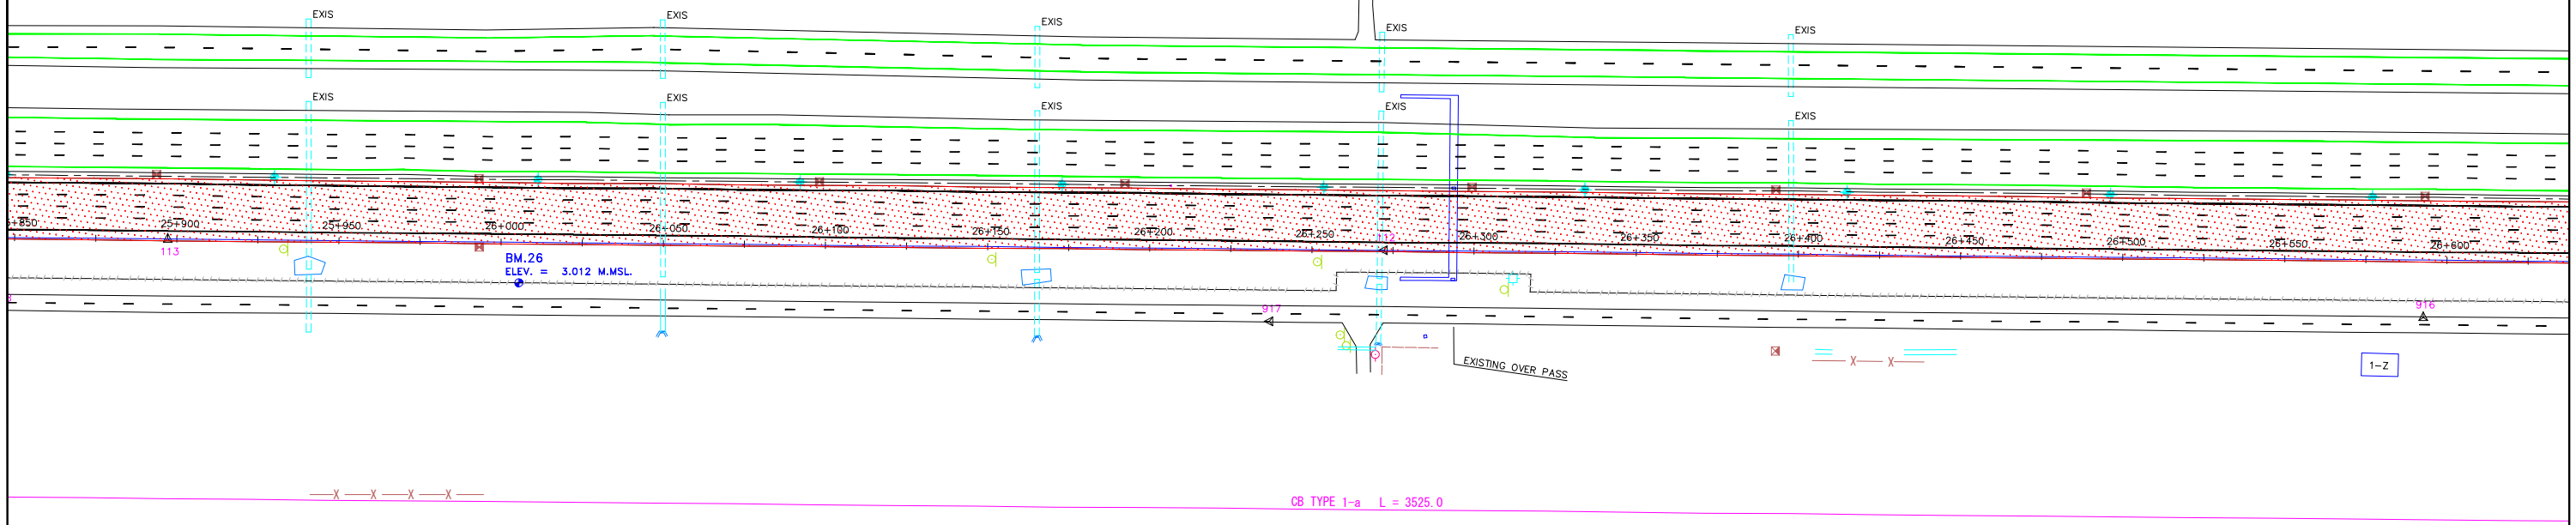 EXIS
EXIS
EXIS
EXIS
EXIS
EXIS
EXIS
EXIS
EXIS
EXIS
+850
25+900
25+950
26+000
26+050
26+100
26+150
26+200
26+250
26+300
26+350
26+400
26+450
26+500
26+550
26+600
113
BM.26
ELEV. = 3.012 M.MSL.
917
916
EXISTING OVER PASS
1-Z
CB TYPE 1-a L = 3525.0